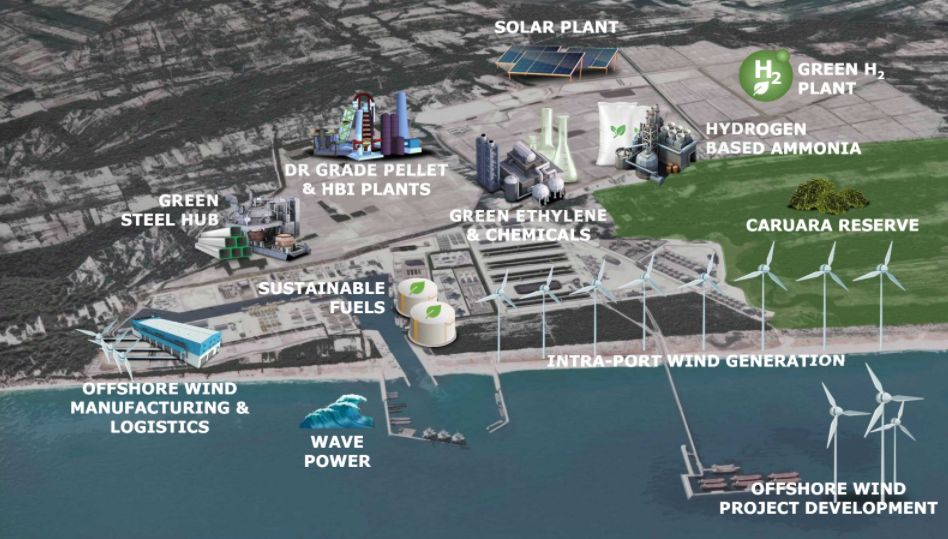 SOLAR PLANT
H2
GREEN H₂
PLANT
HYDROGEN
BASED AMMONIA
DR GRADE PELLET
& HBI PLANTS
GREEN
STEEL HUB
GREEN ETHYLENE
& CHEMICALS
CARUARA RESERVE
SUSTAINABLE
FUELS
INTRA-PORT WIND GENERATION
OFFSHORE WIND
MANUFACTURING &
LOGISTICS
WAVE
POWER
OFFSHORE WIND
PROJECT DEVELOPMENT